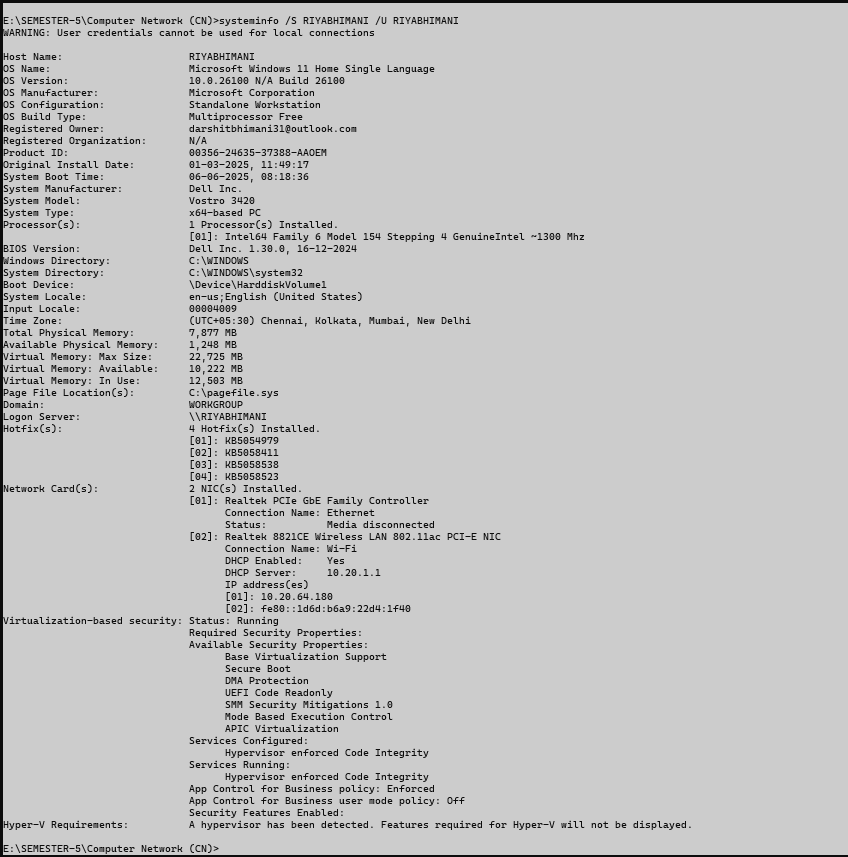 E:\SEMESTER-5\Computer Network (CN)>systeminfo /S RIYABHIMANI /U RIYABHIMANI
WARNING: User credentials cannot be used for local connections

Host Name:                     RIYABHIMANI
OS Name:                       Microsoft Windows 11 Home Single Language
OS Version:                    10.0.26100 N/A Build 26100
OS Manufacturer:               Microsoft Corporation
OS Configuration:              Standalone Workstation
OS Build Type:                 Multiprocessor Free
Registered Owner:              darshitbhimani31@outlook.com
Registered Organization:       N/A
Product ID:                    00356-24635-37388-AAOEM
Original Install Date:         01-03-2025, 11:49:17
System Boot Time:              06-06-2025, 08:18:36
System Manufacturer:           Dell Inc.
System Model:                  Vostro 3420
System Type:                   x64-based PC
Processor(s):                  1 Processor(s) Installed.
                               [01]: Intel64 Family 6 Model 154 Stepping 4 GenuineIntel ~1300 Mhz
BIOS Version:                  Dell Inc. 1.30.0, 16-12-2024
Windows Directory:             C:\WINDOWS
System Directory:              C:\WINDOWS\system32
Boot Device:                   \Device\HarddiskVolume1
System Locale:                 en-us;English (United States)
Input Locale:                  00004009
Time Zone:                     (UTC+05:30) Chennai, Kolkata, Mumbai, New Delhi
Total Physical Memory:         7,877 MB
Available Physical Memory:     1,248 MB
Virtual Memory: Max Size:      22,725 MB
Virtual Memory: Available:     10,222 MB
Virtual Memory: In Use:        12,503 MB
Page File Location(s):         C:\pagefile.sys
Domain:                        WORKGROUP
Logon Server:                  \\RIYABHIMANI
Hotfix(s):                     4 Hotfix(s) Installed.
                               [01]: KB5054979
                               [02]: KB5058411
                               [03]: KB5058538
                               [04]: KB5058523
Network Card(s):               2 NIC(s) Installed.
                               [01]: Realtek PCIe GbE Family Controller
                                     Connection Name: Ethernet
                                     Status:          Media disconnected
                               [02]: Realtek 8821CE Wireless LAN 802.11ac PCI-E NIC
                                     Connection Name: Wi-Fi
                                     DHCP Enabled:    Yes
                                     DHCP Server:     10.20.1.1
                                     IP address(es)
                                     [01]: 10.20.64.180
                                     [02]: fe80::1d6d:b6a9:22d4:1f40
Virtualization-based security: Status: Running
                               Required Security Properties:
                               Available Security Properties:
                                     Base Virtualization Support
                                     Secure Boot
                                     DMA Protection
                                     UEFI Code Readonly
                                     SMM Security Mitigations 1.0
                                     Mode Based Execution Control
                                     APIC Virtualization
                               Services Configured:
                                     Hypervisor enforced Code Integrity
                               Services Running:
                                     Hypervisor enforced Code Integrity
                               App Control for Business policy: Enforced
                               App Control for Business user mode policy: Off
                               Security Features Enabled:
Hyper-V Requirements:          A hypervisor has been detected. Features required for Hyper-V will not be displayed.

E:\SEMESTER-5\Computer Network (CN)>